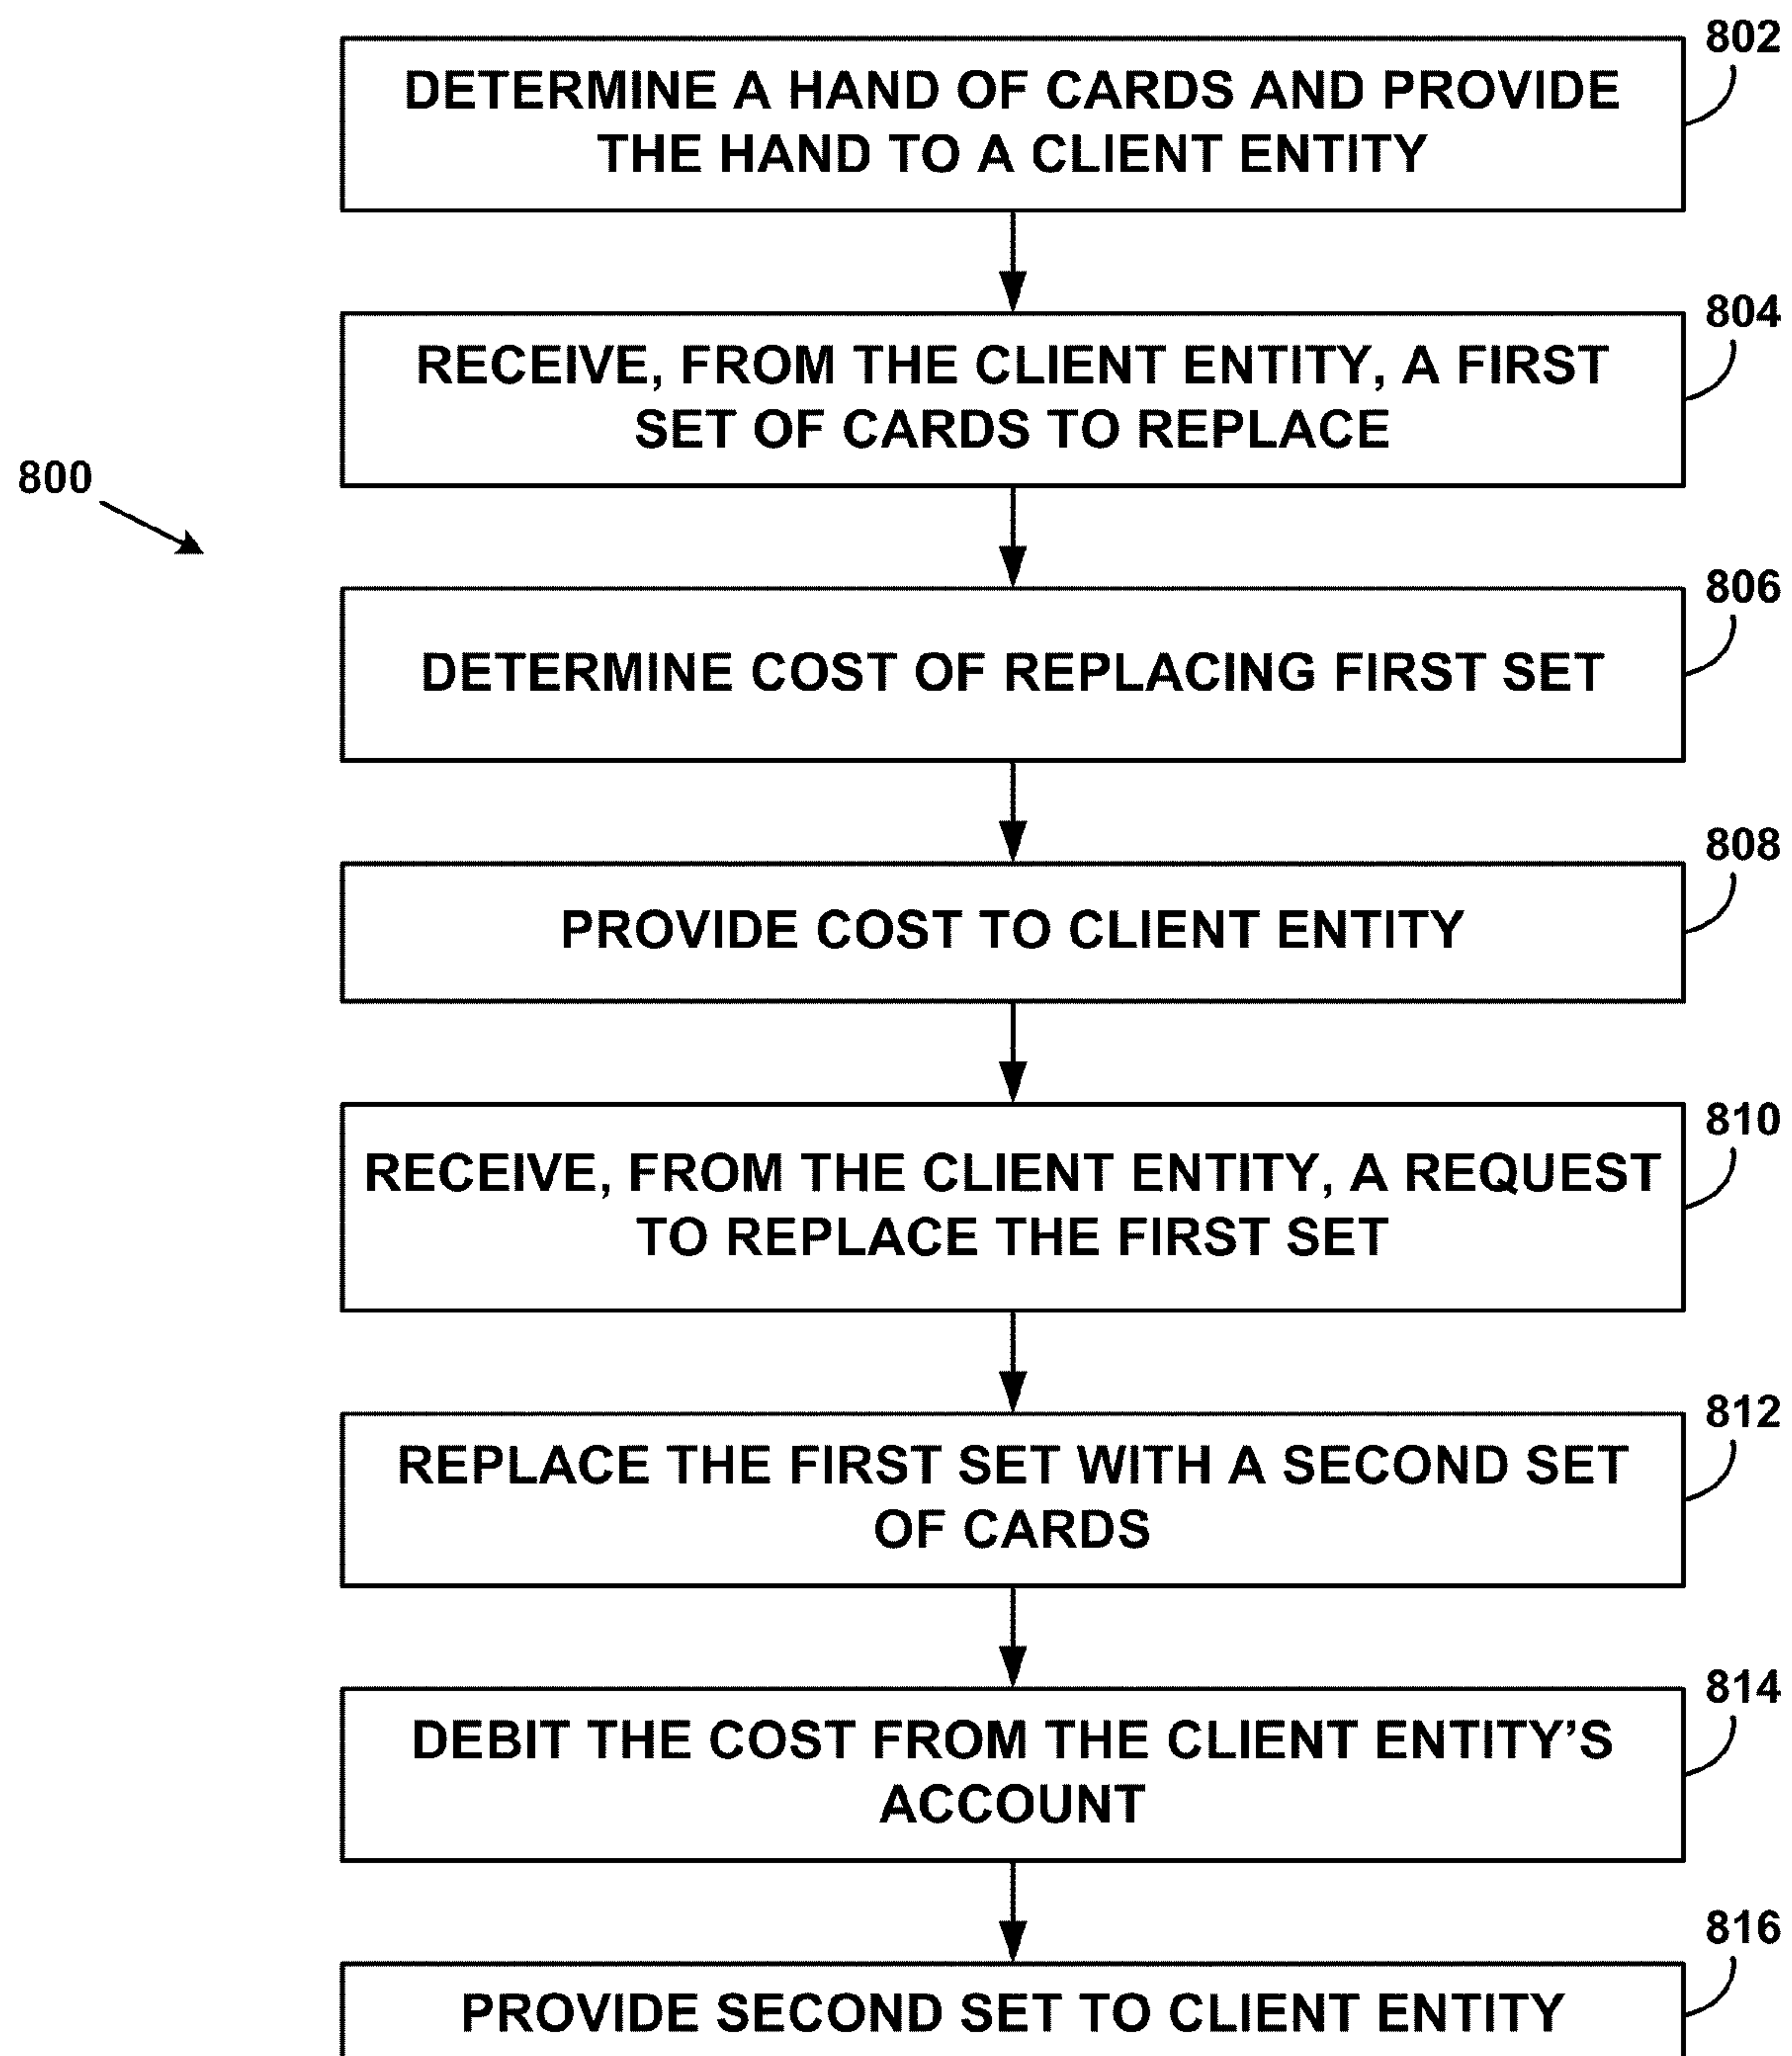 802
DETERMINE A HAND OF CARDS AND PROVIDE
THE HAND TO A CLIENT ENTITY
804
RECEIVE, FROM THE CLIENT ENTITY, A FIRST
SET OF CARDS TO REPLACE
800
806
DETERMINE COST OF REPLACING FIRST SET
808
PROVIDE COST TO CLIENT ENTITY
810
RECEIVE, FROM THE CLIENT ENTITY, A REQUEST
TO REPLACE THE FIRST SET
812
REPLACE THE FIRST SET WITH A SECOND SET
OF CARDS
814
DEBIT THE COST FROM THE CLIENT ENTITY’S
ACCOUNT
816
PROVIDE SECOND SET TO CLIENT ENTITY